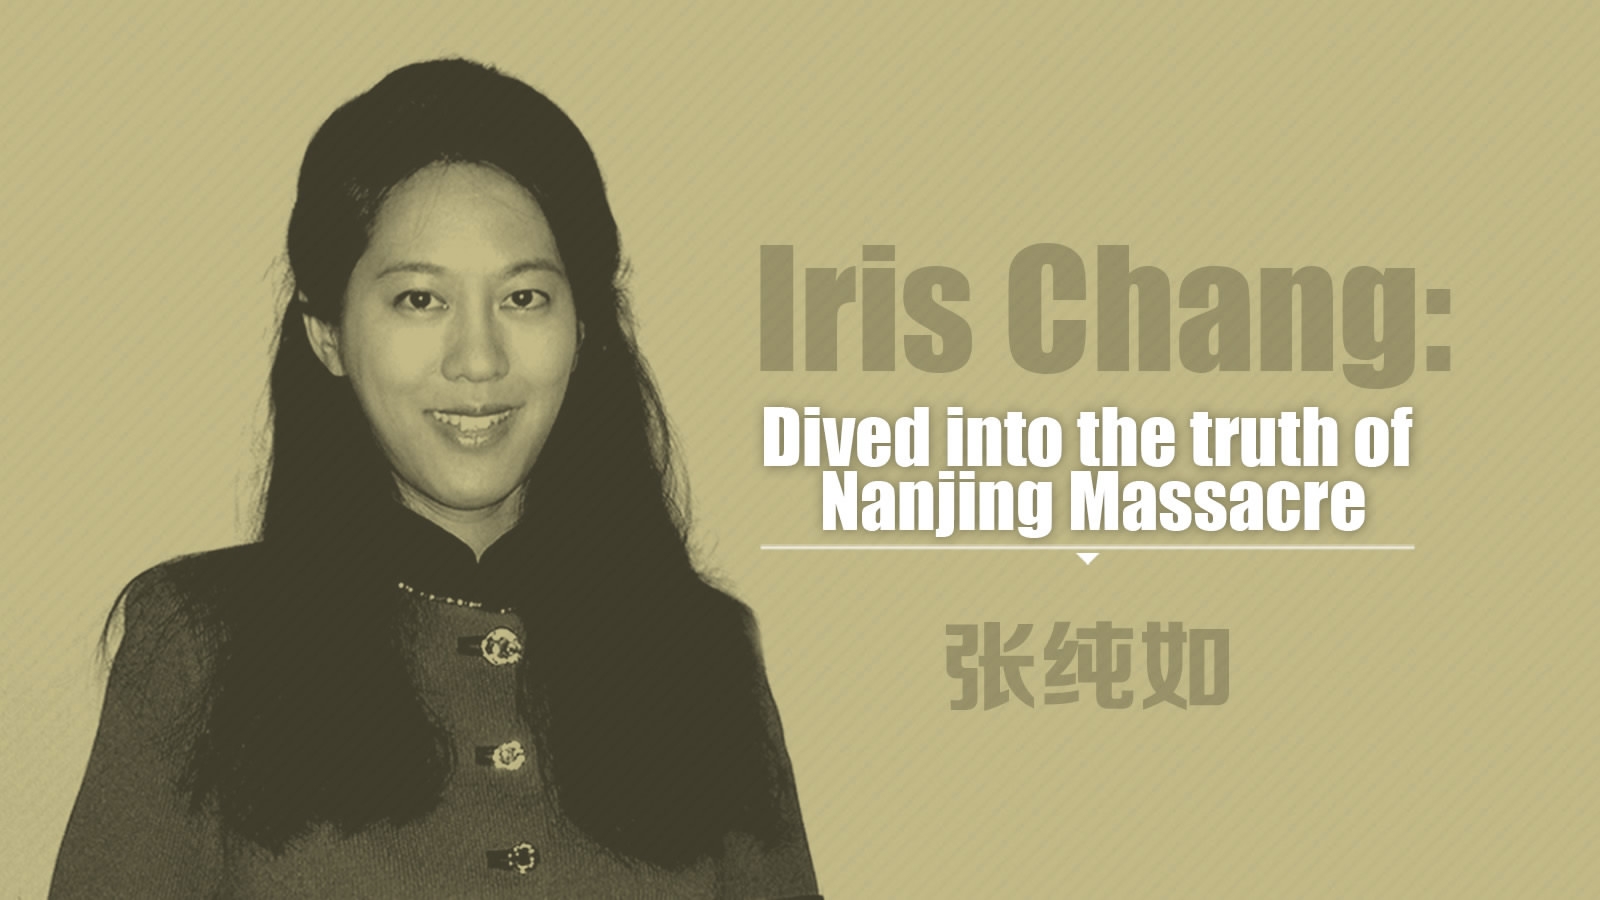 Iris Chang:
Dived into the truth of
Nanjing Massacre
张纯如